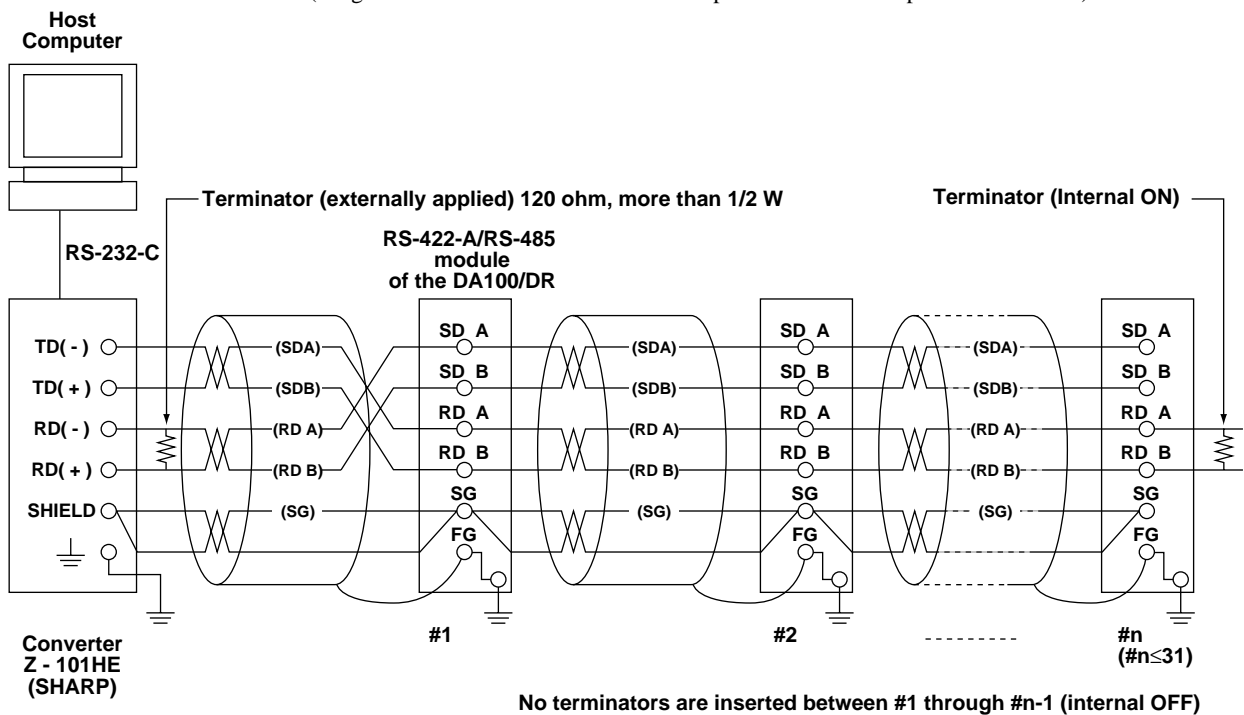 Host
Computer
Terminator (externally applied) 120 ohm, more than 1/2 W
Terminator (Internal ON)
RS-232-C
RS-422-A/RS-485
module
of the DA100/DR
TD( - )
TD( + )
RD( - )
RD( + )
SHIELD
(SDA)
(SDB)
(RD A)
(RD B)
(SG)
SD A
SD B
RD A
RD B
SG
FG
(SDA)
(SDB)
(RD A)
(RD B)
(SG)
SD A
SD B
RD A
RD B
SG
FG
(SDA)
(SDB)
(RD A)
(RD B)
(SG)
SD A
SD B
RD A
RD B
SG
FG
Converter
Z - 101HE
(SHARP)
#1
#2
#n
(#n≤31)
No terminators are inserted between #1 through #n-1 (internal OFF)